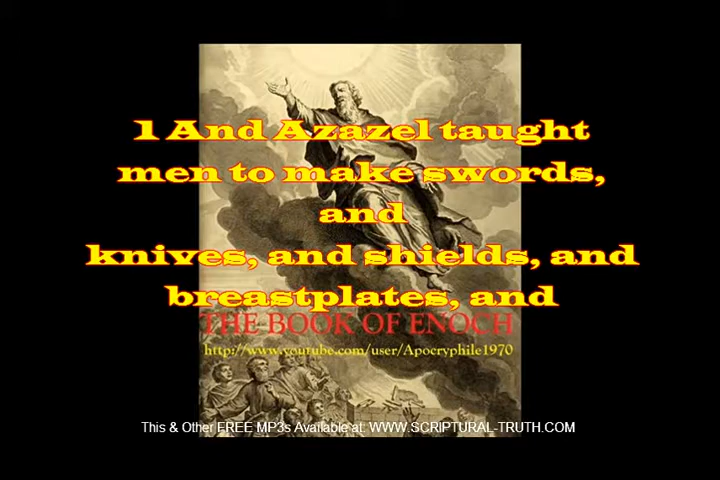 1 And Azazel taught
men to make swords,
and
knives, and shields, and
breastplates, and
THE BOOK OF ENOCH
http://www.youtube.com/user/Apocryphile1970
This & Other FREE MP3s Available at: WWW.SCRIPTURAL-TRUTH.COM